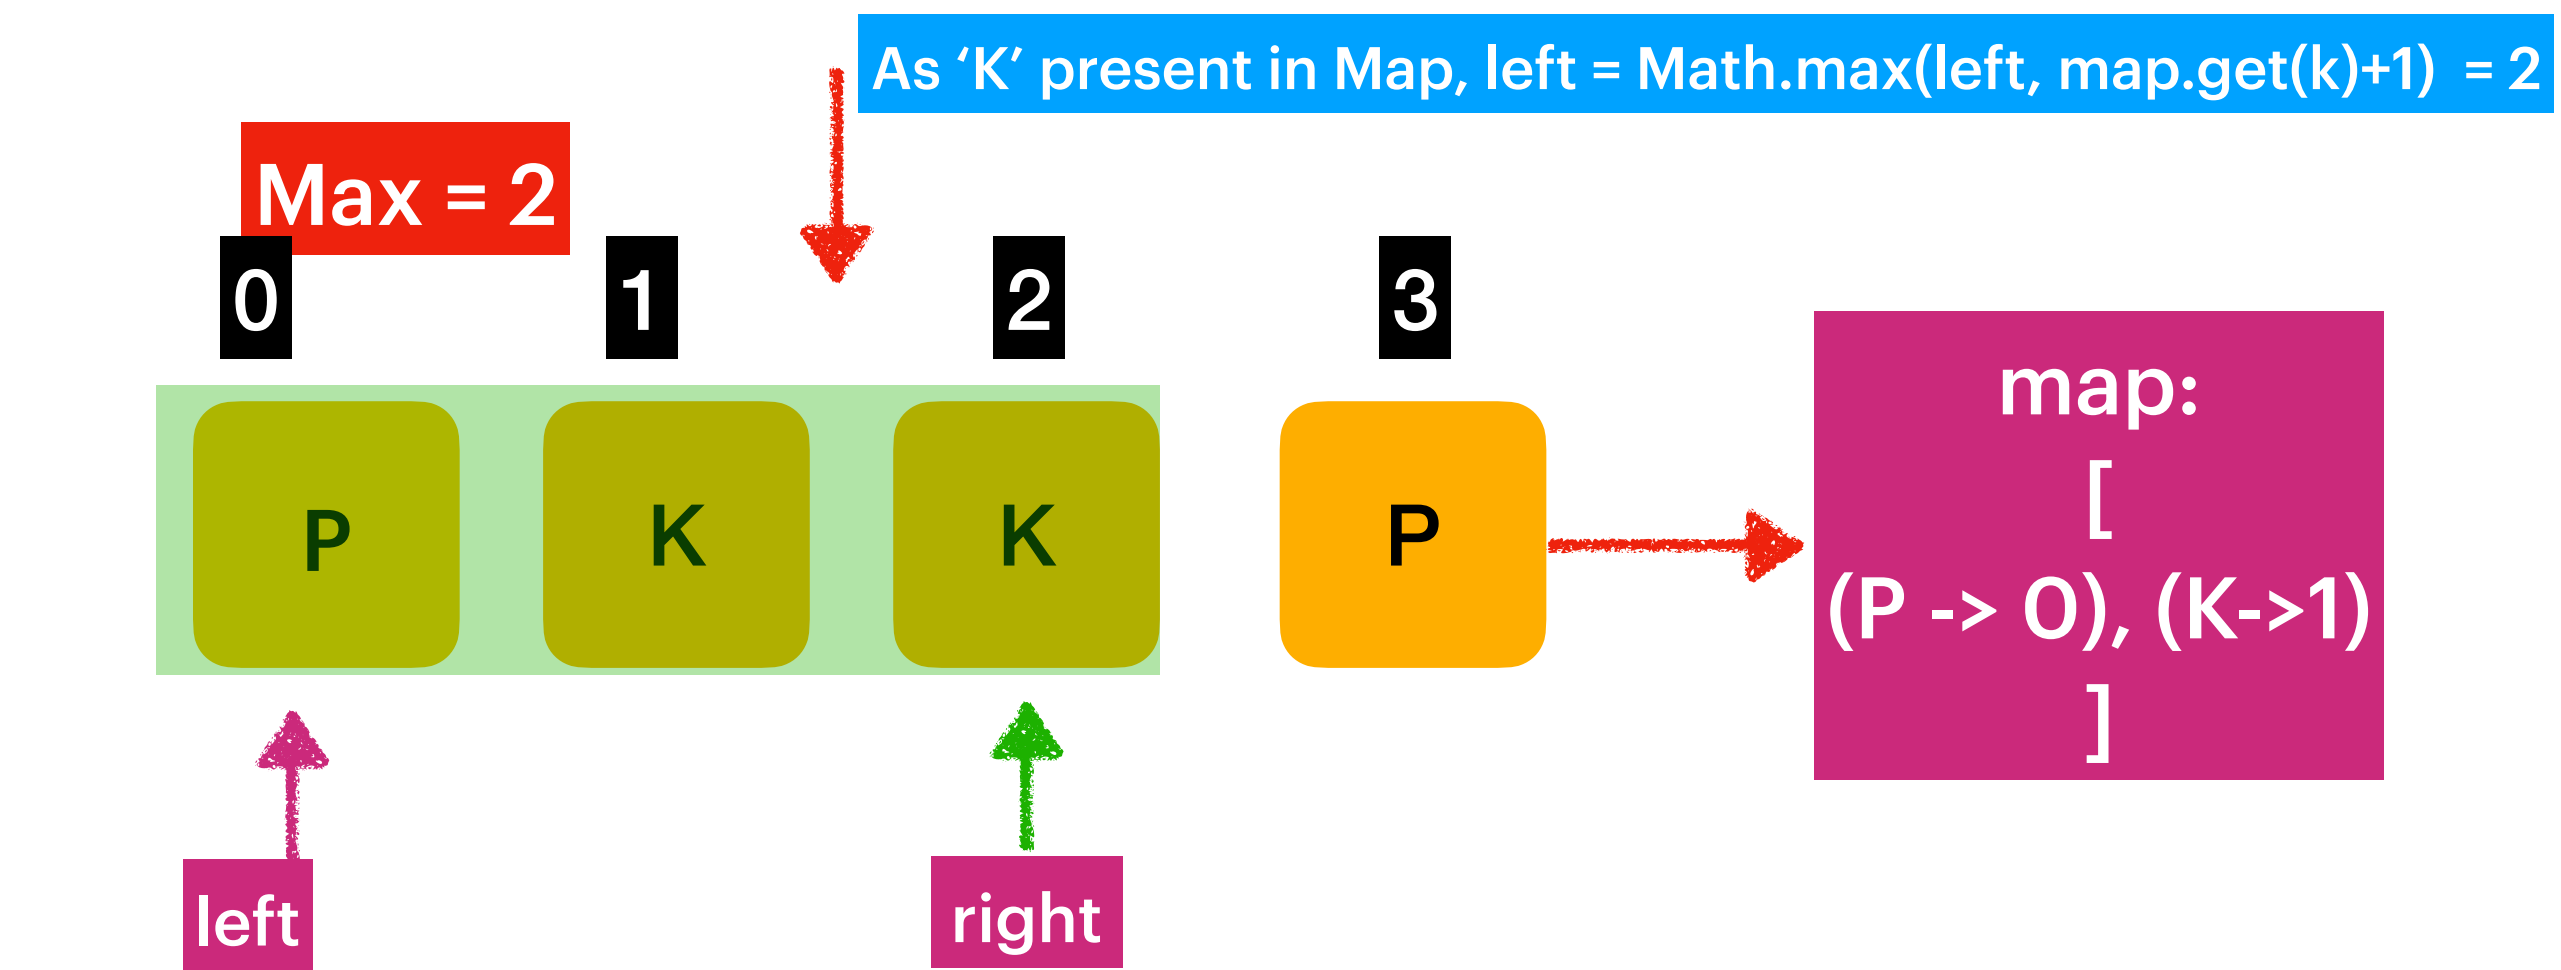 As ‘K’ present in Map, left = Math.max(left, map.get(k)+1) = 2
Max = 2
0 1 2 3
P K K P
map:
[
(P -> 0), (K->1)
]
left right